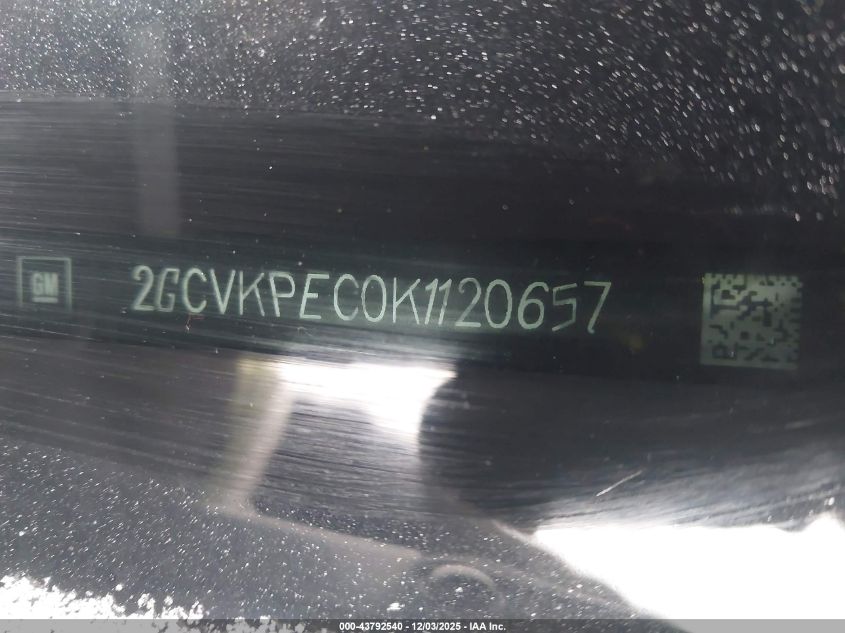 GM
2GCVKPEC0K1120657
000-43792540 - 12/03/2025 - IAA Inc.